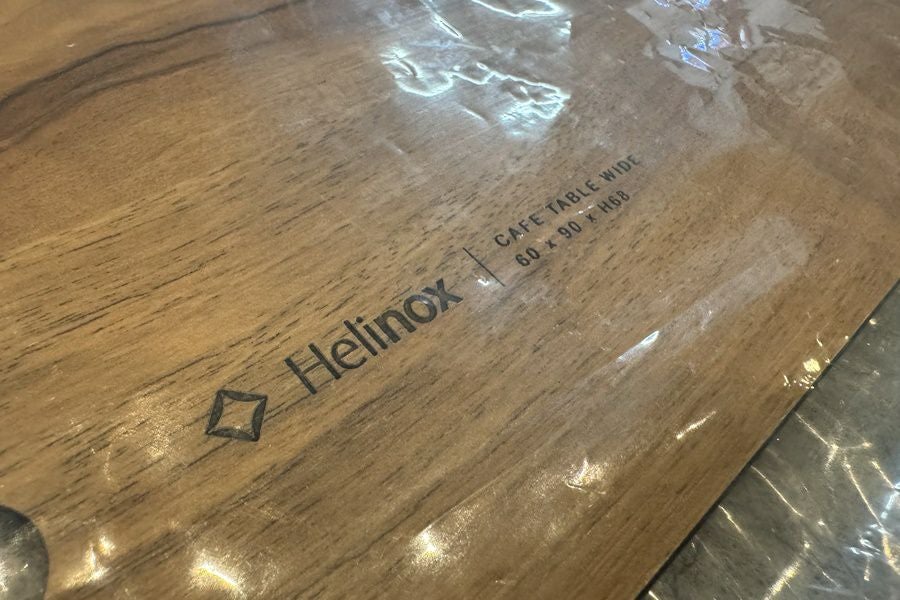 Helinox
CAFE TABLE WIDE
60 x 90 x H68